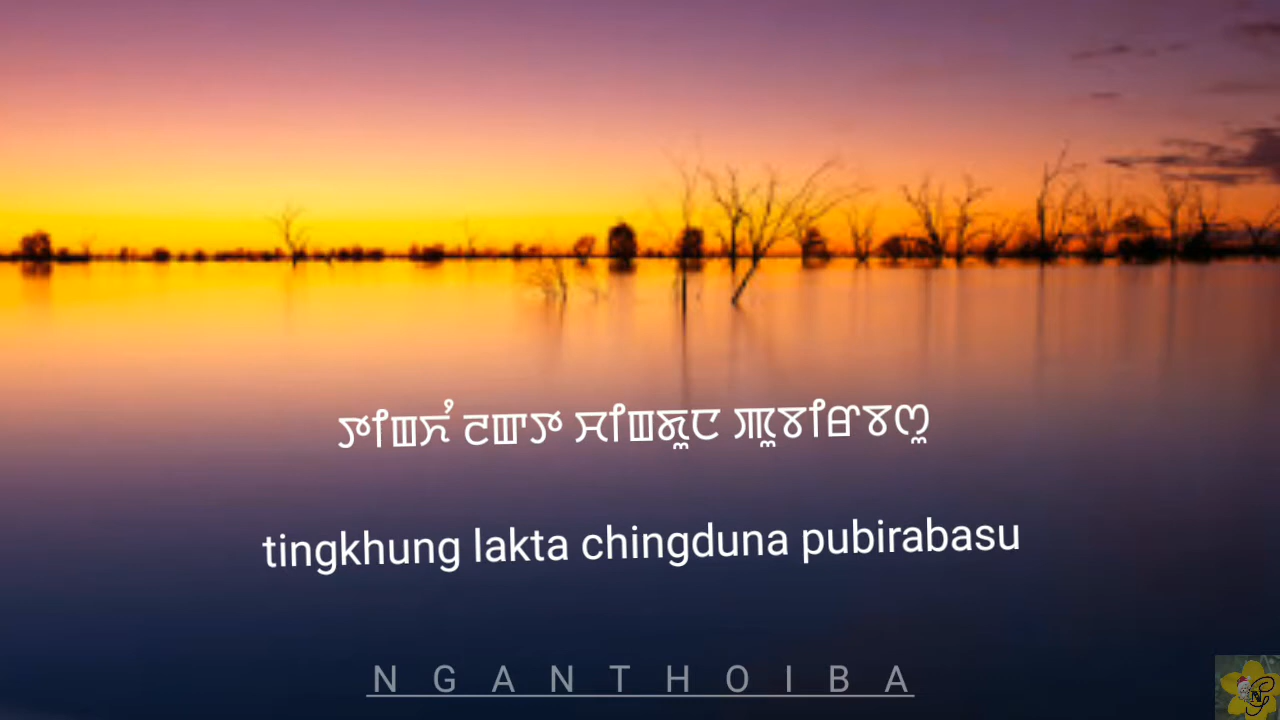 ꯇꯤꯡꯈꯪ ꯂꯛꯇ ꯆꯤꯡꯗꯨꯅ ꯄꯨꯕꯤꯔꯕꯁꯨ
tingkhung lakta chingduna pubirabasu
NGANTHOIBA